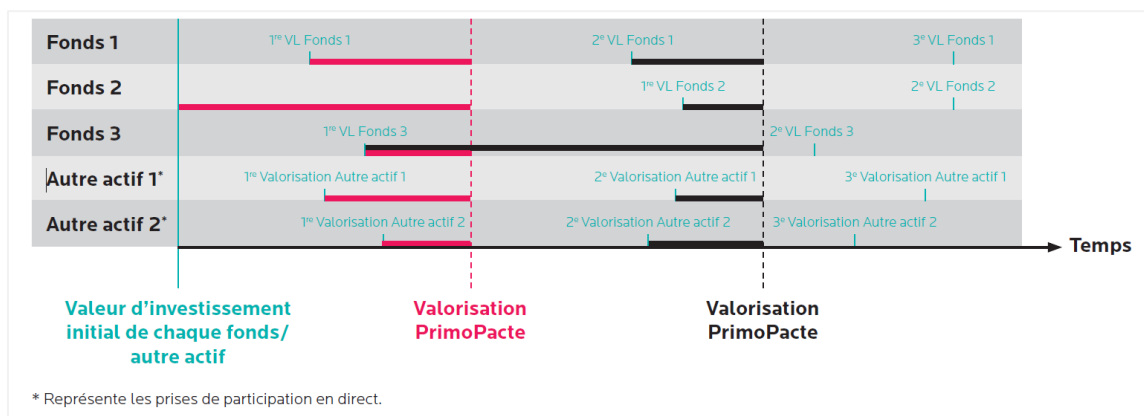 Fonds 1
1re VL Fonds 1
2e VL Fonds 1
3e VL Fonds 1
Fonds 2
1re VL Fonds 2
2e VL Fonds 2
Fonds 3
1re VL Fonds 3
2e VL Fonds 3
Autre actif 1*
1re Valorisation Autre actif 1
2e Valorisation Autre actif 1
3e Valorisation Autre actif 1
Autre actif 2*
1re Valorisation Autre actif 2
2e Valorisation Autre actif 2
3e Valorisation Autre actif 2
Temps
Valeur d’investissement
initial de chaque fonds/
autre actif
Valorisation
PrimoPacte
Valorisation
PrimoPacte
* Représente les prises de participation en direct.